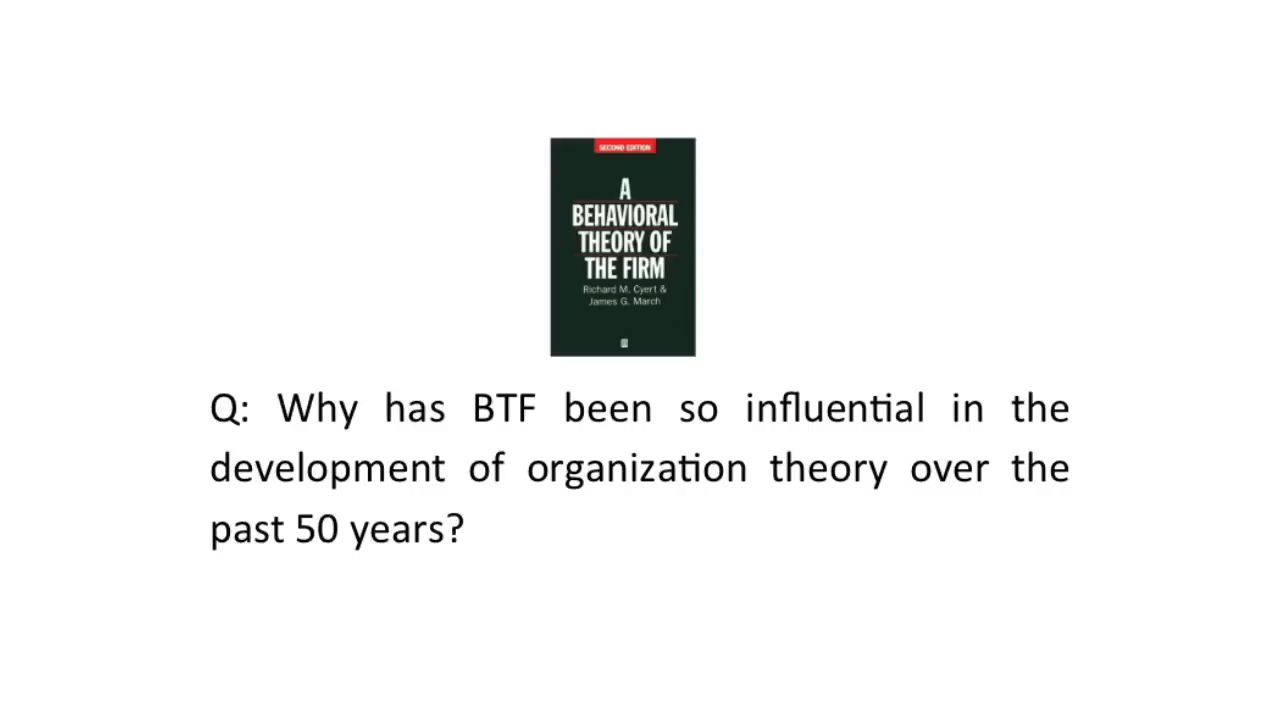 SECOND EDITION
A
BEHAVIORAL
THEORY OF
THE FIRM
Richard M. Cyert &
James G. March
Q: Why has BTF been so influential in the
development of organization theory over the
past 50 years?